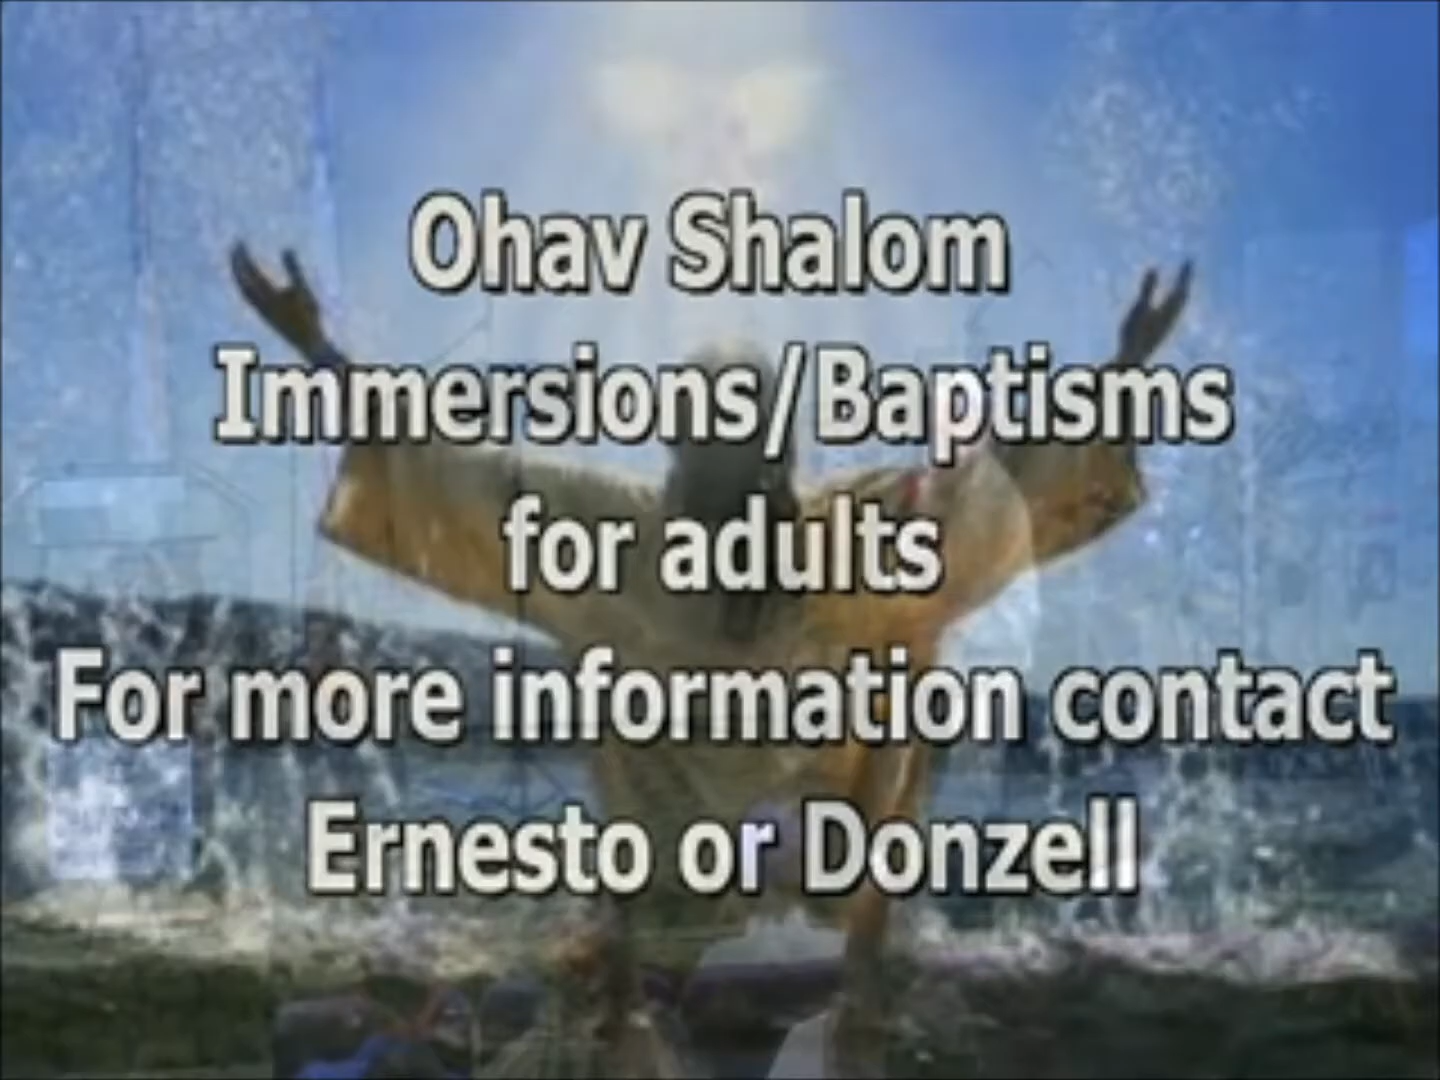 Ohav Shalom
Immersions/Baptisms
for adults
For more information contact
Ernesto or Donzell